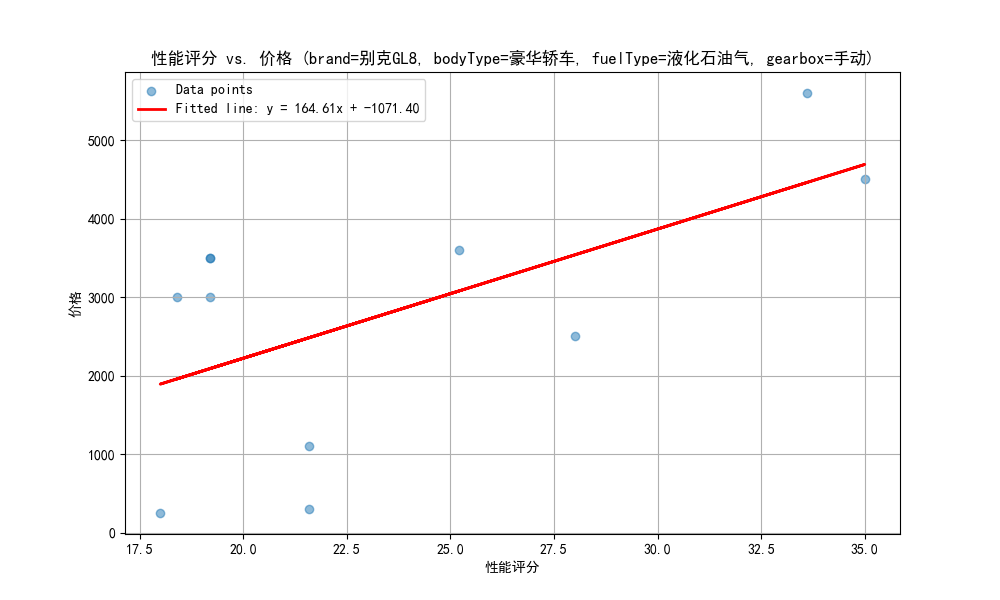 性能评分 vs. 价格 (brand=别克GL8, bodyType=豪华轿车, fuelType=液化石油气, gearbox=手动)
Data points
Fitted line: y = 164.61x + -1071.40
5000
4000
3000
2000
1000
0
价格
17.5 20.0 22.5 25.0 27.5 30.0 32.5 35.0
性能评分